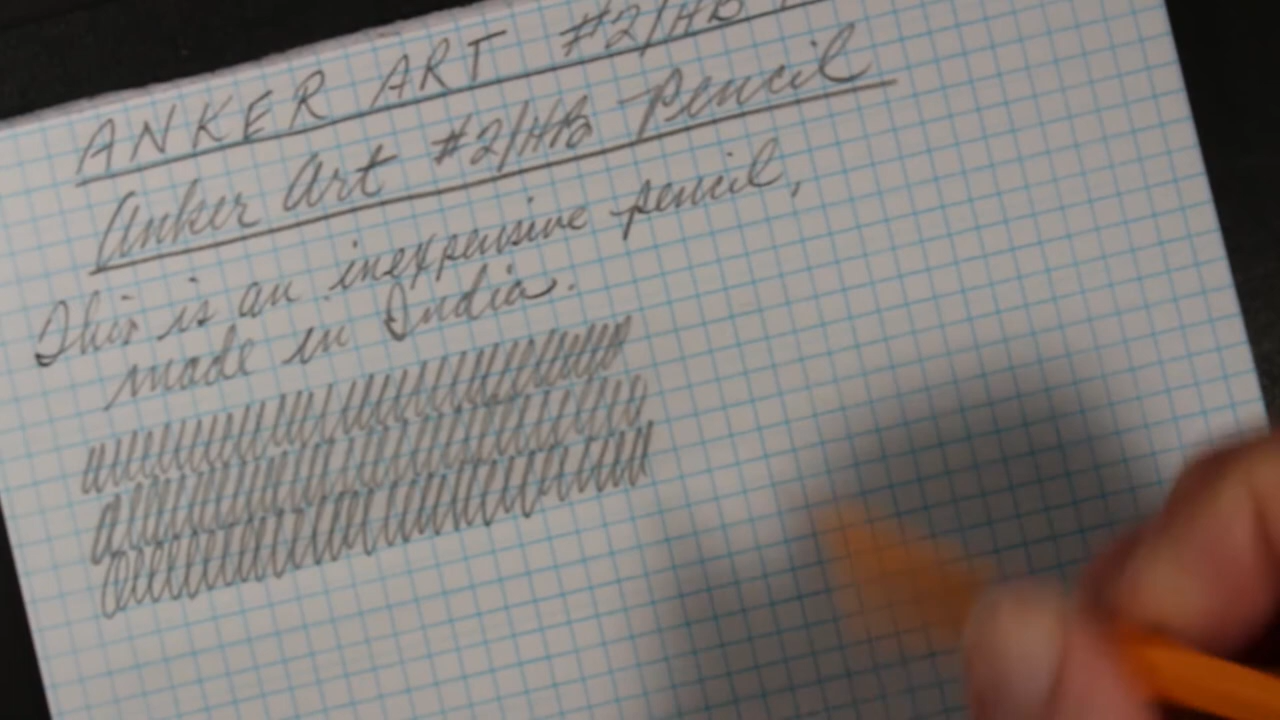 ANKER ART #2/HB
Anker Art #2/HB Pencil
This is an inexpensive pencil,
made in India.